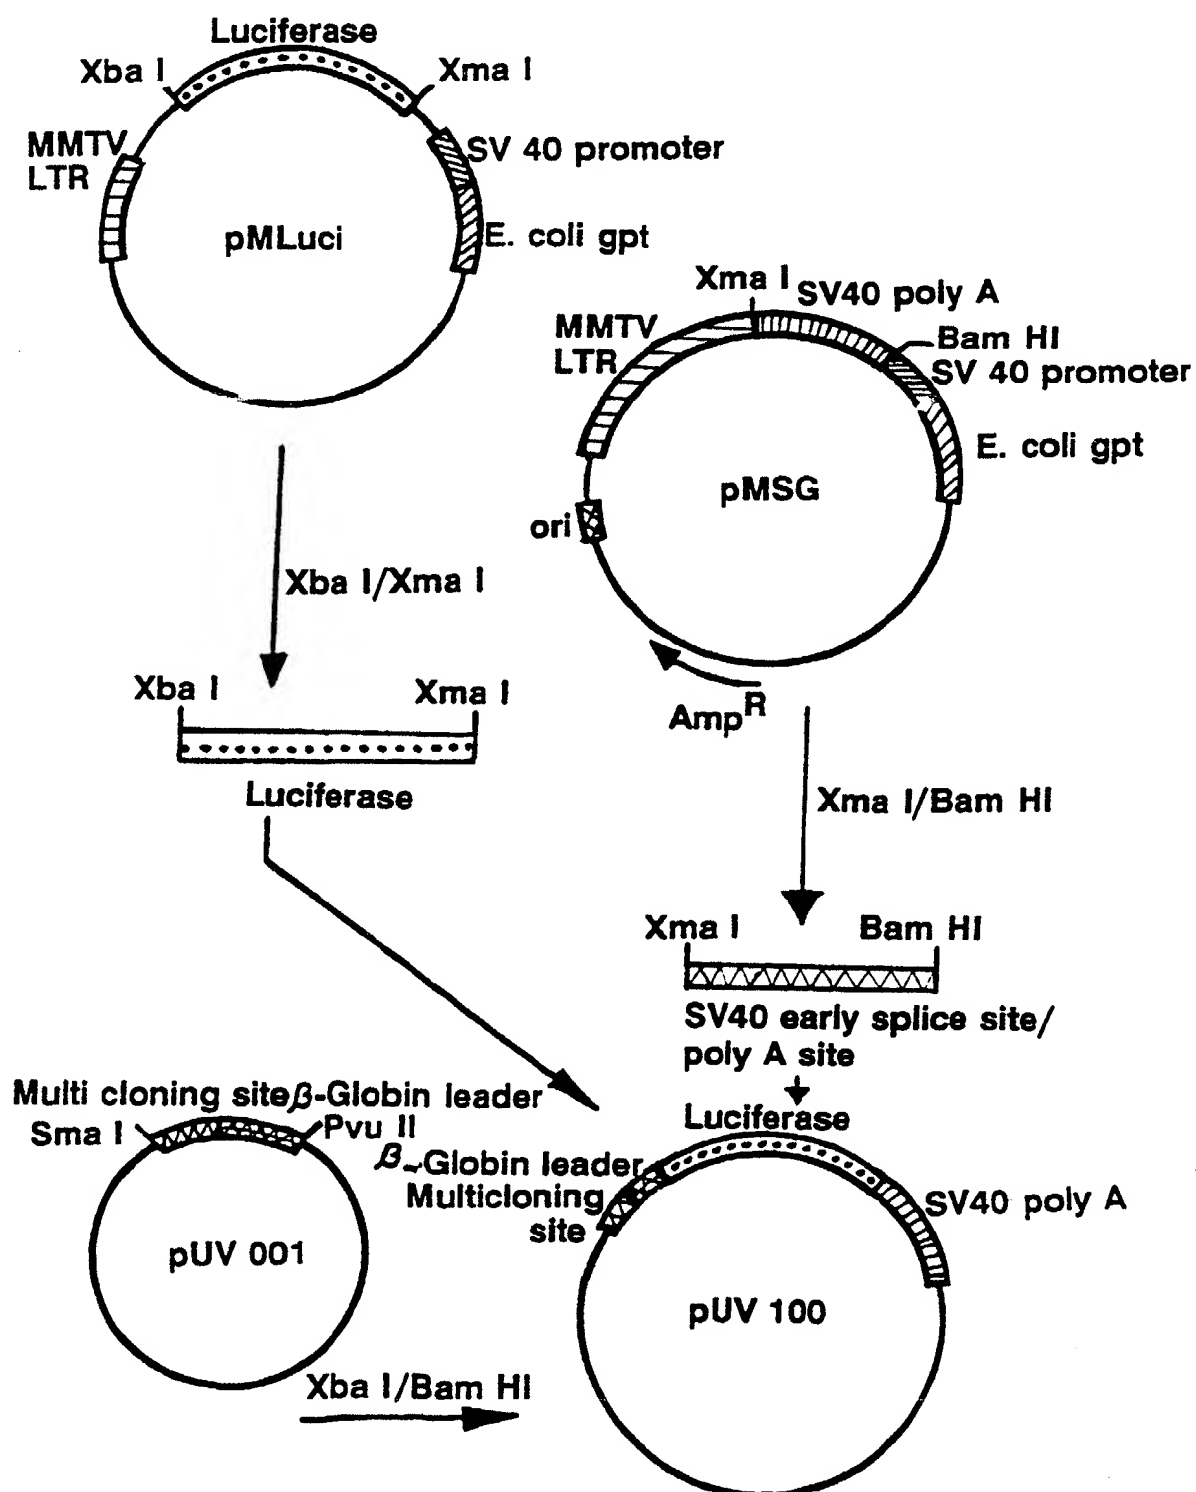 Luciferase
Xba I
Xma I
MMTV
LTR
SV 40 promoter
pMLuci
E. coli gpt
Xma I
SV40 poly A
MMTV
LTR
Bam HI
SV 40 promoter
E. coli gpt
pMSG
ori
Amp R
Xba I/Xma I
Xba I
Xma I
Luciferase
Xma I/Bam HI
Xma I
Bam HI
SV40 early splice site/
poly A site
Multi cloning site β-Globin leader
Sma I
Pvu II
pUV 001
Xba I/Bam HI
Luciferase
β-Globin leader
Multicloning
site
SV40 poly A
pUV 100